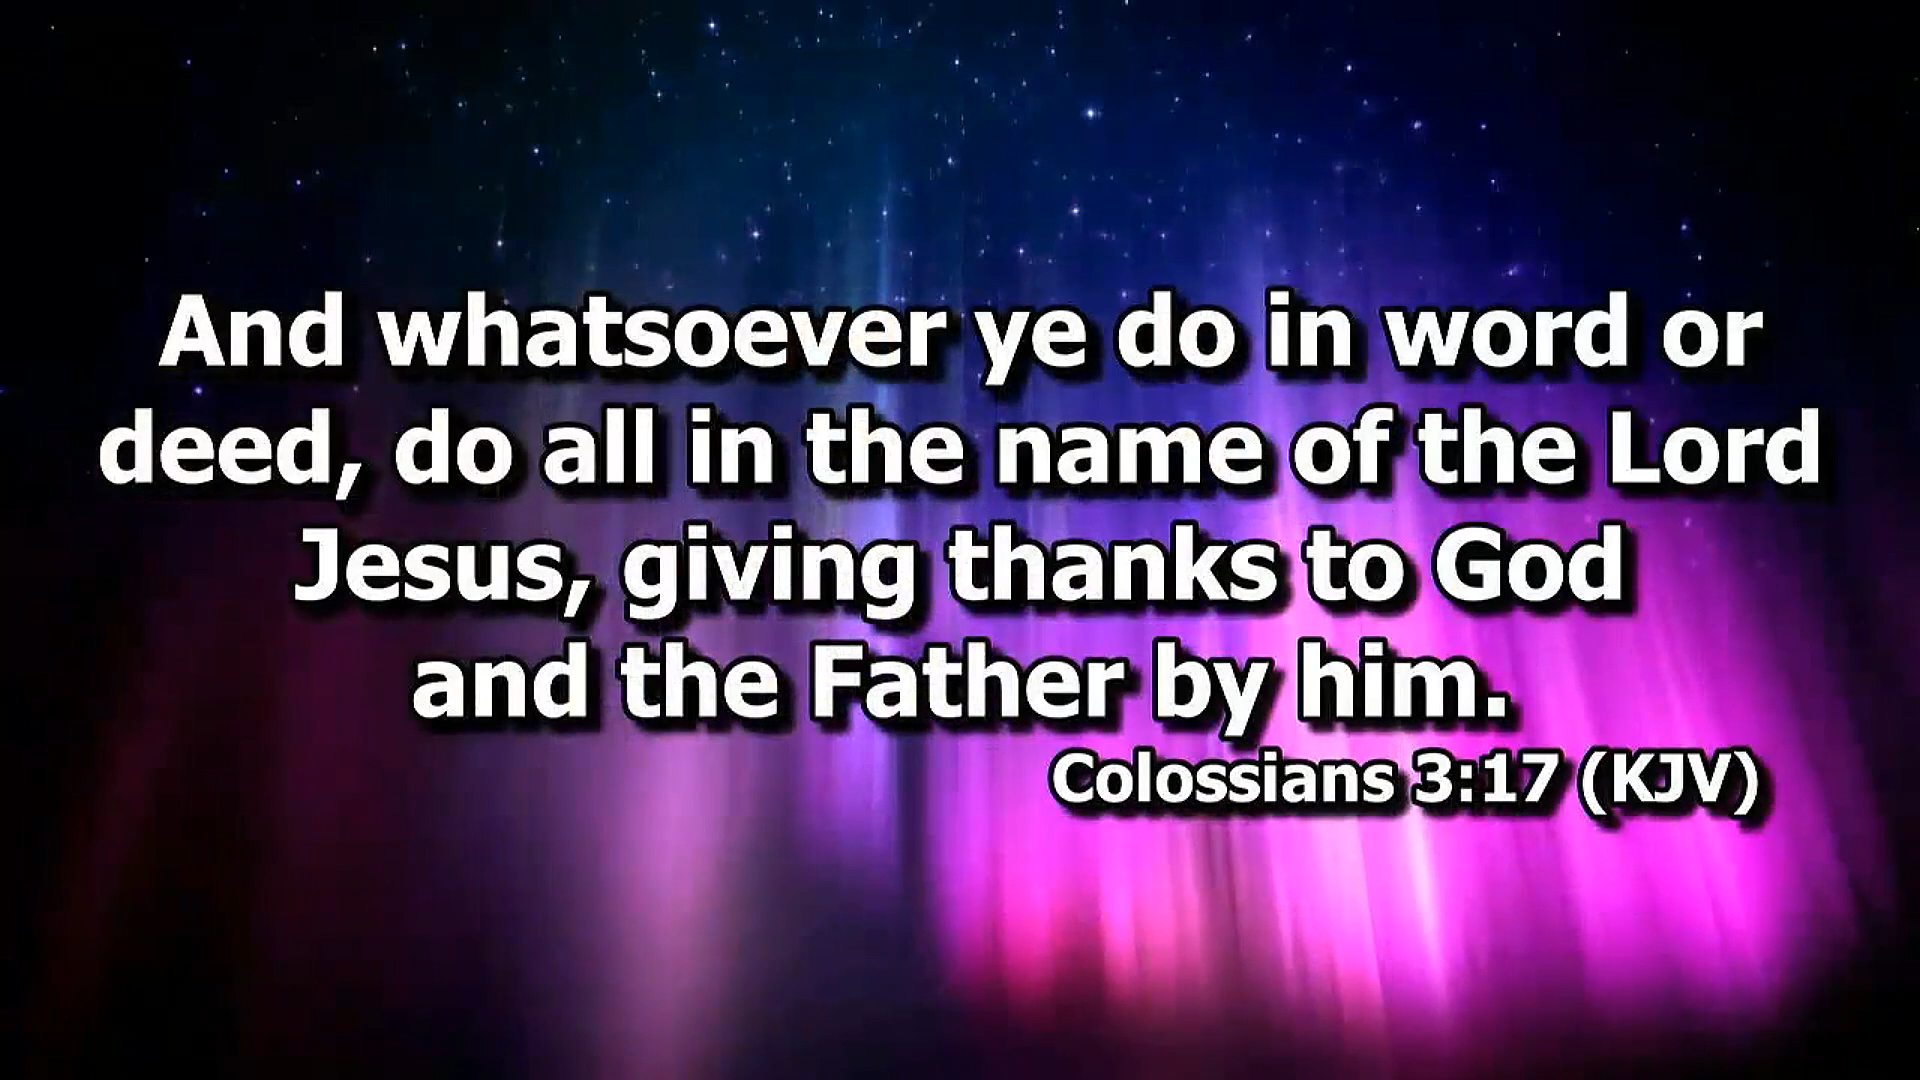 And whatsoever ye do in word or
deed, do all in the name of the Lord
Jesus, giving thanks to God
and the Father by him.
Colossians 3:17 (KJV)